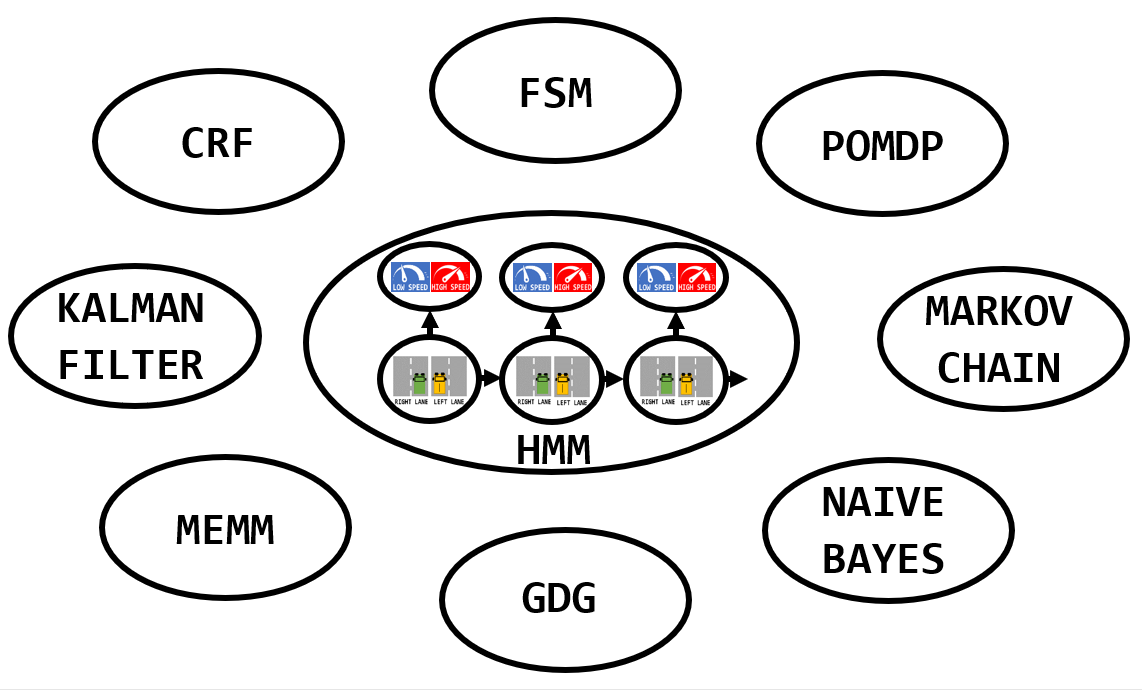 FSM
CRF
POMDP
LOW SPEED HIGH SPEED
LOW SPEED HIGH SPEED
LOW SPEED HIGH SPEED
KALMAN
FILTER
MARKOV
CHAIN
RIGHT LANE LEFT LANE
RIGHT LANE LEFT LANE
RIGHT LANE LEFT LANE
HMM
MEMM
NAIVE
BAYES
GDG